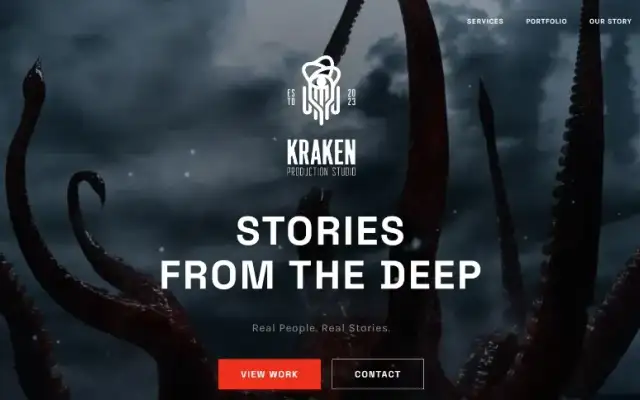 SERVICES PORTFOLIO OUR STORY
ES 20
TD 23
KRAKEN
PRODUCTION STUDIO
STORIES
FROM THE DEEP
Real People. Real Stories.
VIEW WORK CONTACT